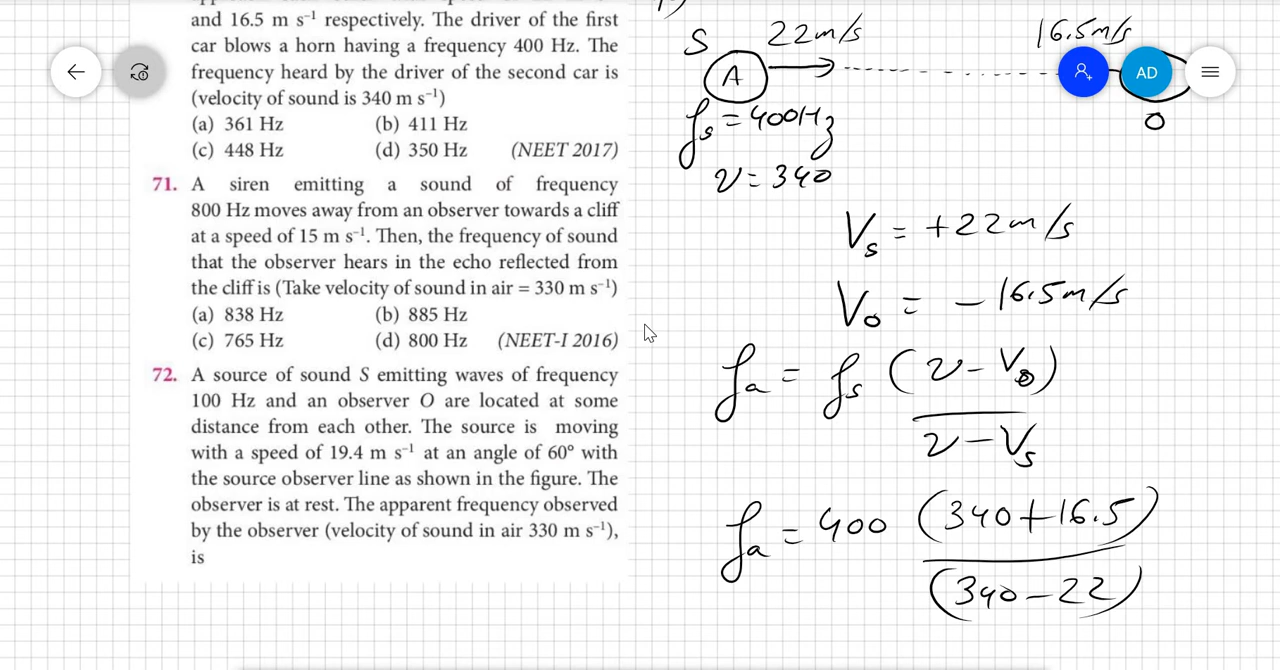 and 16.5 m s⁻¹ respectively. The driver of the first
car blows a horn having a frequency 400 Hz. The
frequency heard by the driver of the second car is
(velocity of sound is 340 m s⁻¹)
(a) 361 Hz (b) 411 Hz
(c) 448 Hz (d) 350 Hz (NEET 2017)
71. A siren emitting a sound of frequency
800 Hz moves away from an observer towards a cliff
at a speed of 15 m s⁻¹. Then, the frequency of sound
that the observer hears in the echo reflected from
the cliff is (Take velocity of sound in air = 330 m s⁻¹)
(a) 838 Hz (b) 885 Hz
(c) 765 Hz (d) 800 Hz (NEET-I 2016)
72. A source of sound S emitting waves of frequency
100 Hz and an observer O are located at some
distance from each other. The source is moving
with a speed of 19.4 m s⁻¹ at an angle of 60° with
the source observer line as shown in the figure. The
observer is at rest. The apparent frequency observed
by the observer (velocity of sound in air 330 m s⁻¹),
is
S 22m/s 16.5m/s
A AD
O
fs = 400Hz
v = 340
Vs = +22m/s
Vo = -16.5m/s
fa = fs (v - Vo)
v - Vs
fa = 400 (340+16.5)
(340-22)